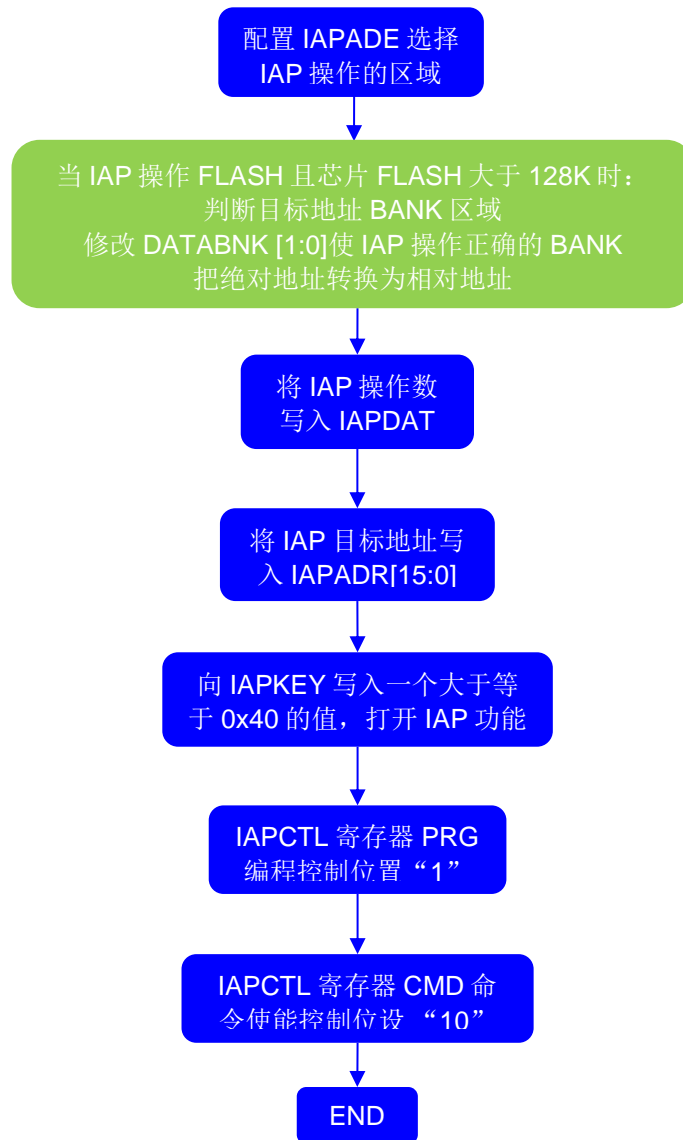 配置 IAPADE 选择
IAP 操作的区域
当 IAP 操作 FLASH 且芯片 FLASH 大于 128K 时：
判断目标地址 BANK 区域
修改 DATABNK [1:0]使 IAP 操作正确的 BANK
把绝对地址转换为相对地址
将 IAP 操作数
写入 IAPDAT
将 IAP 目标地址写
入 IAPADR[15:0]
向 IAPKEY 写入一个大于等
于 0x40 的值，打开 IAP 功能
IAPCTL 寄存器 PRG
编程控制位置“1”
IAPCTL 寄存器 CMD 命
令使能控制位设 “10”
END